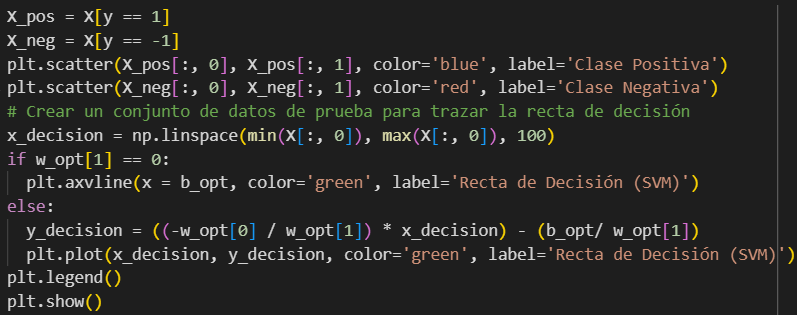 X_pos = X[y == 1]
X_neg = X[y == -1]
plt.scatter(X_pos[:, 0], X_pos[:, 1], color='blue', label='Clase Positiva')
plt.scatter(X_neg[:, 0], X_neg[:, 1], color='red', label='Clase Negativa')
# Crear un conjunto de datos de prueba para trazar la recta de decisión
x_decision = np.linspace(min(X[:, 0]), max(X[:, 0]), 100)
if w_opt[1] == 0:
  plt.axvline(x = b_opt, color='green', label='Recta de Decisión (SVM)')
else:
  y_decision = ((-w_opt[0] / w_opt[1]) * x_decision) - (b_opt/ w_opt[1])
  plt.plot(x_decision, y_decision, color='green', label='Recta de Decisión (SVM)')
plt.legend()
plt.show()